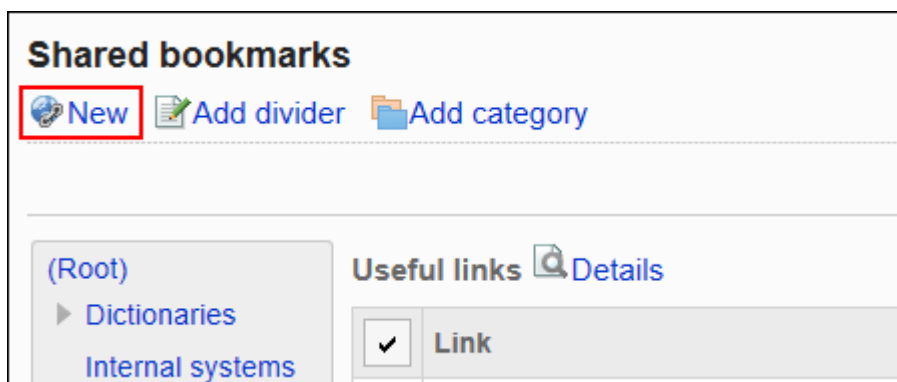 Shared bookmarks
New Add divider Add category
(Root)
Dictionaries
Internal systems
Useful links Details
Link